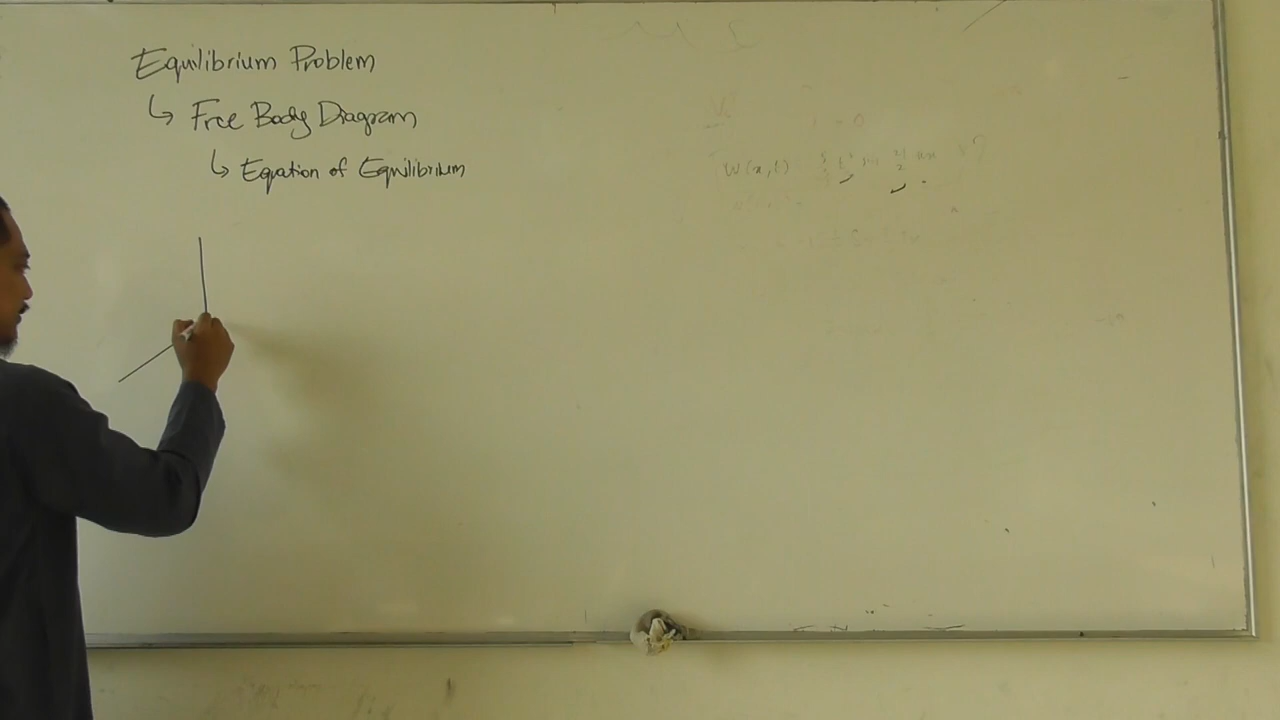 Equilibrium Problem
↳ Free Body Diagram
↳ Equation of Equilibrium
W(x,t)